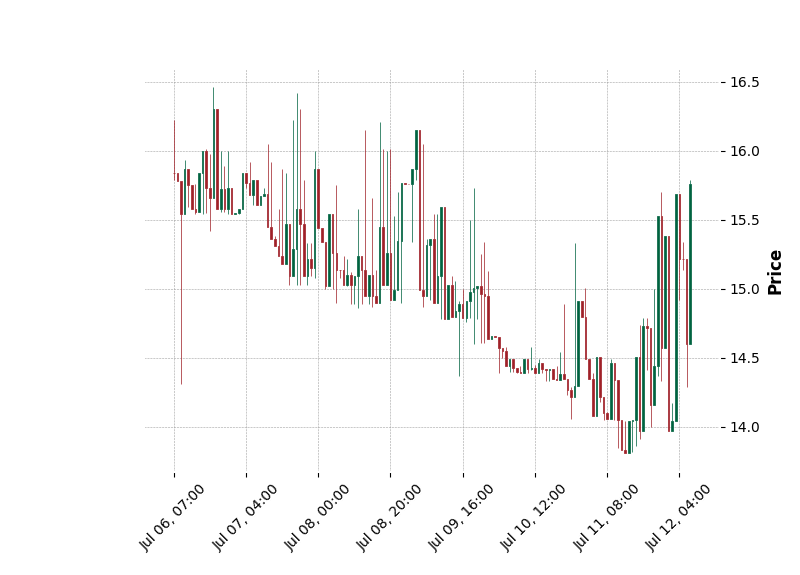 16.5
16.0
15.5
15.0
14.5
14.0
Price
Jul 06, 07:00
Jul 07, 04:00
Jul 08, 00:00
Jul 08, 20:00
Jul 09, 16:00
Jul 10, 12:00
Jul 11, 08:00
Jul 12, 04:00